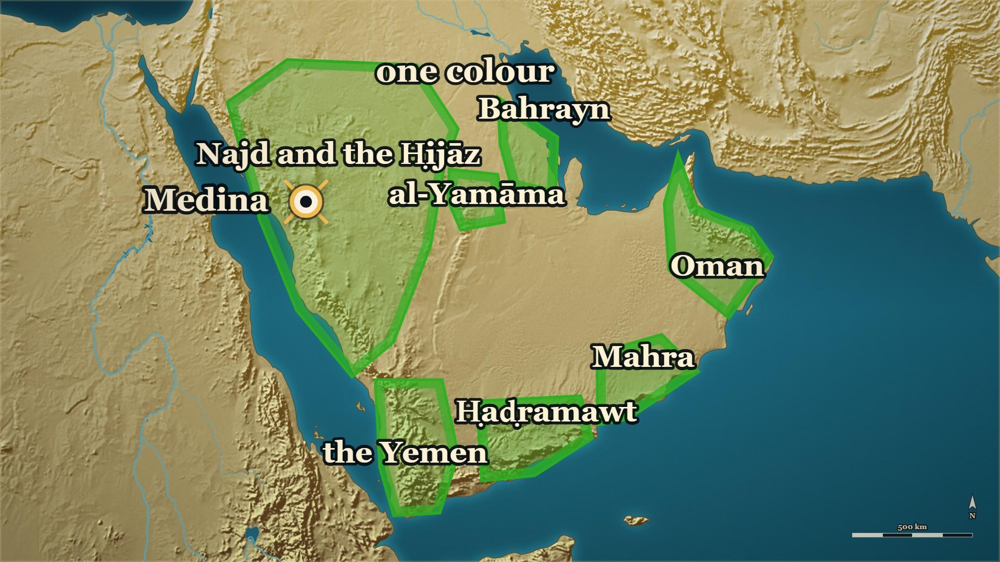 one colour
Bahrayn
Najd and the Ḥijāz
Medina
al-Yamāma
Oman
Mahra
Ḥaḍramawt
the Yemen
N
500 km